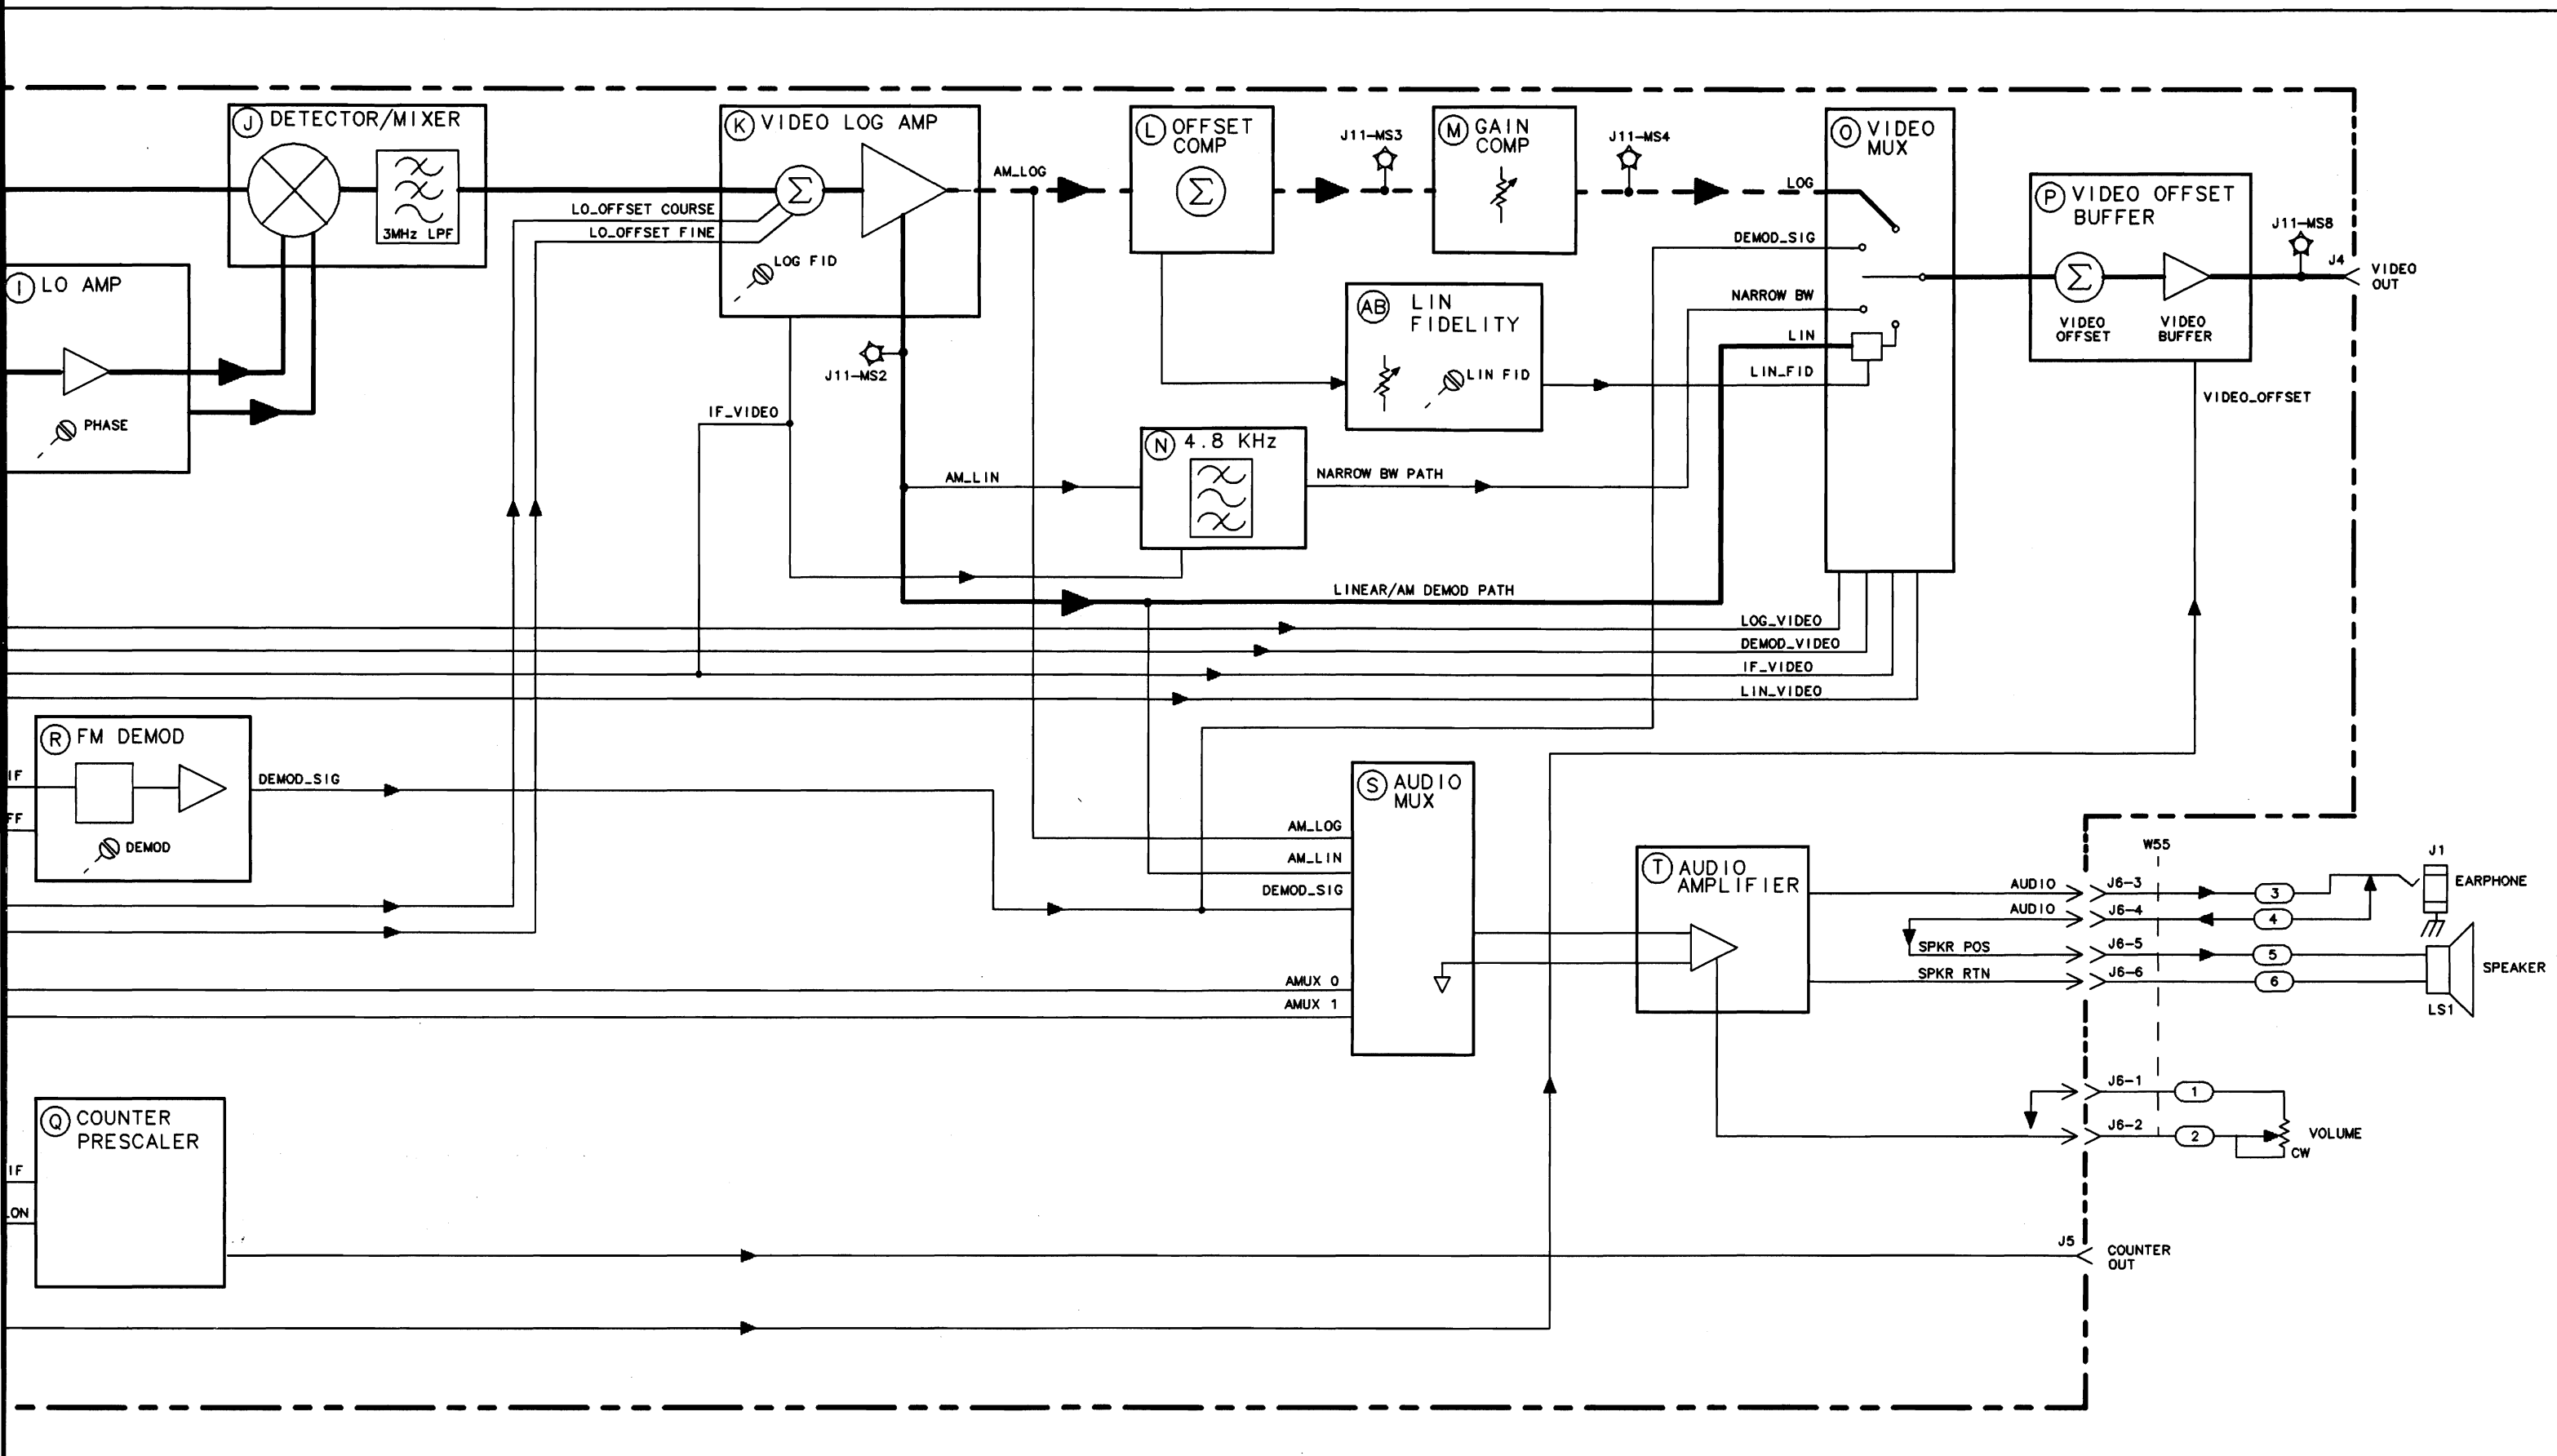 J DETECTOR/MIXER
3MHz LPF
I LO AMP
PHASE
K VIDEO LOG AMP
LO_OFFSET COURSE
LO_OFFSET FINE
LOG FID
J11-MS2
IF_VIDEO
AM_LOG
L OFFSET
COMP
Σ
Σ
J11-MS3
M GAIN
COMP
J11-MS4
AB LIN
FIDELITY
LIN FID
N 4.8 KHz
AM_LIN
NARROW BW PATH
LINEAR/AM DEMOD PATH
O VIDEO
MUX
LOG
DEMOD_SIG
NARROW BW
LIN
LIN_FID
LOG_VIDEO
DEMOD_VIDEO
IF_VIDEO
LIN_VIDEO
P VIDEO OFFSET
BUFFER
Σ
VIDEO
OFFSET
VIDEO
BUFFER
J11-MS8
J4
VIDEO
OUT
VIDEO_OFFSET
R FM DEMOD
IF
FF
DEMOD
DEMOD_SIG
S AUDIO
MUX
AM_LOG
AM_LIN
DEMOD_SIG
AMUX 0
AMUX 1
T AUDIO
AMPLIFIER
W55
AUDIO J6-3 3
AUDIO J6-4 4
SPKR POS J6-5 5
SPKR RTN J6-6 6
J1
EARPHONE
SPEAKER
LS1
J6-1 1
J6-2 2
VOLUME
CW
Q COUNTER
PRESCALER
IF
LON
J5
COUNTER
OUT